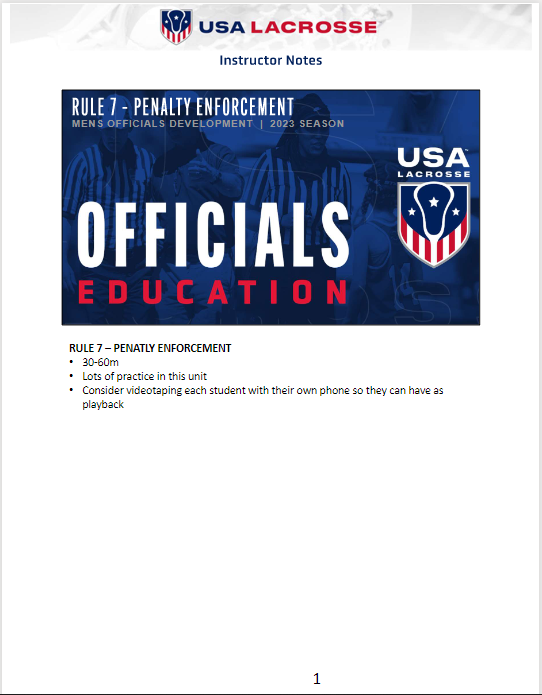 USA LACROSSE
Instructor Notes
RULE 7 - PENALTY ENFORCEMENT
MENS OFFICIALS DEVELOPMENT | 2023 SEASON
USA
LACROSSE
OFFICIALS
EDUCATION
RULE 7 – PENATLY ENFORCEMENT
• 30-60m
• Lots of practice in this unit
• Consider videotaping each student with their own phone so they can have as
playback
1